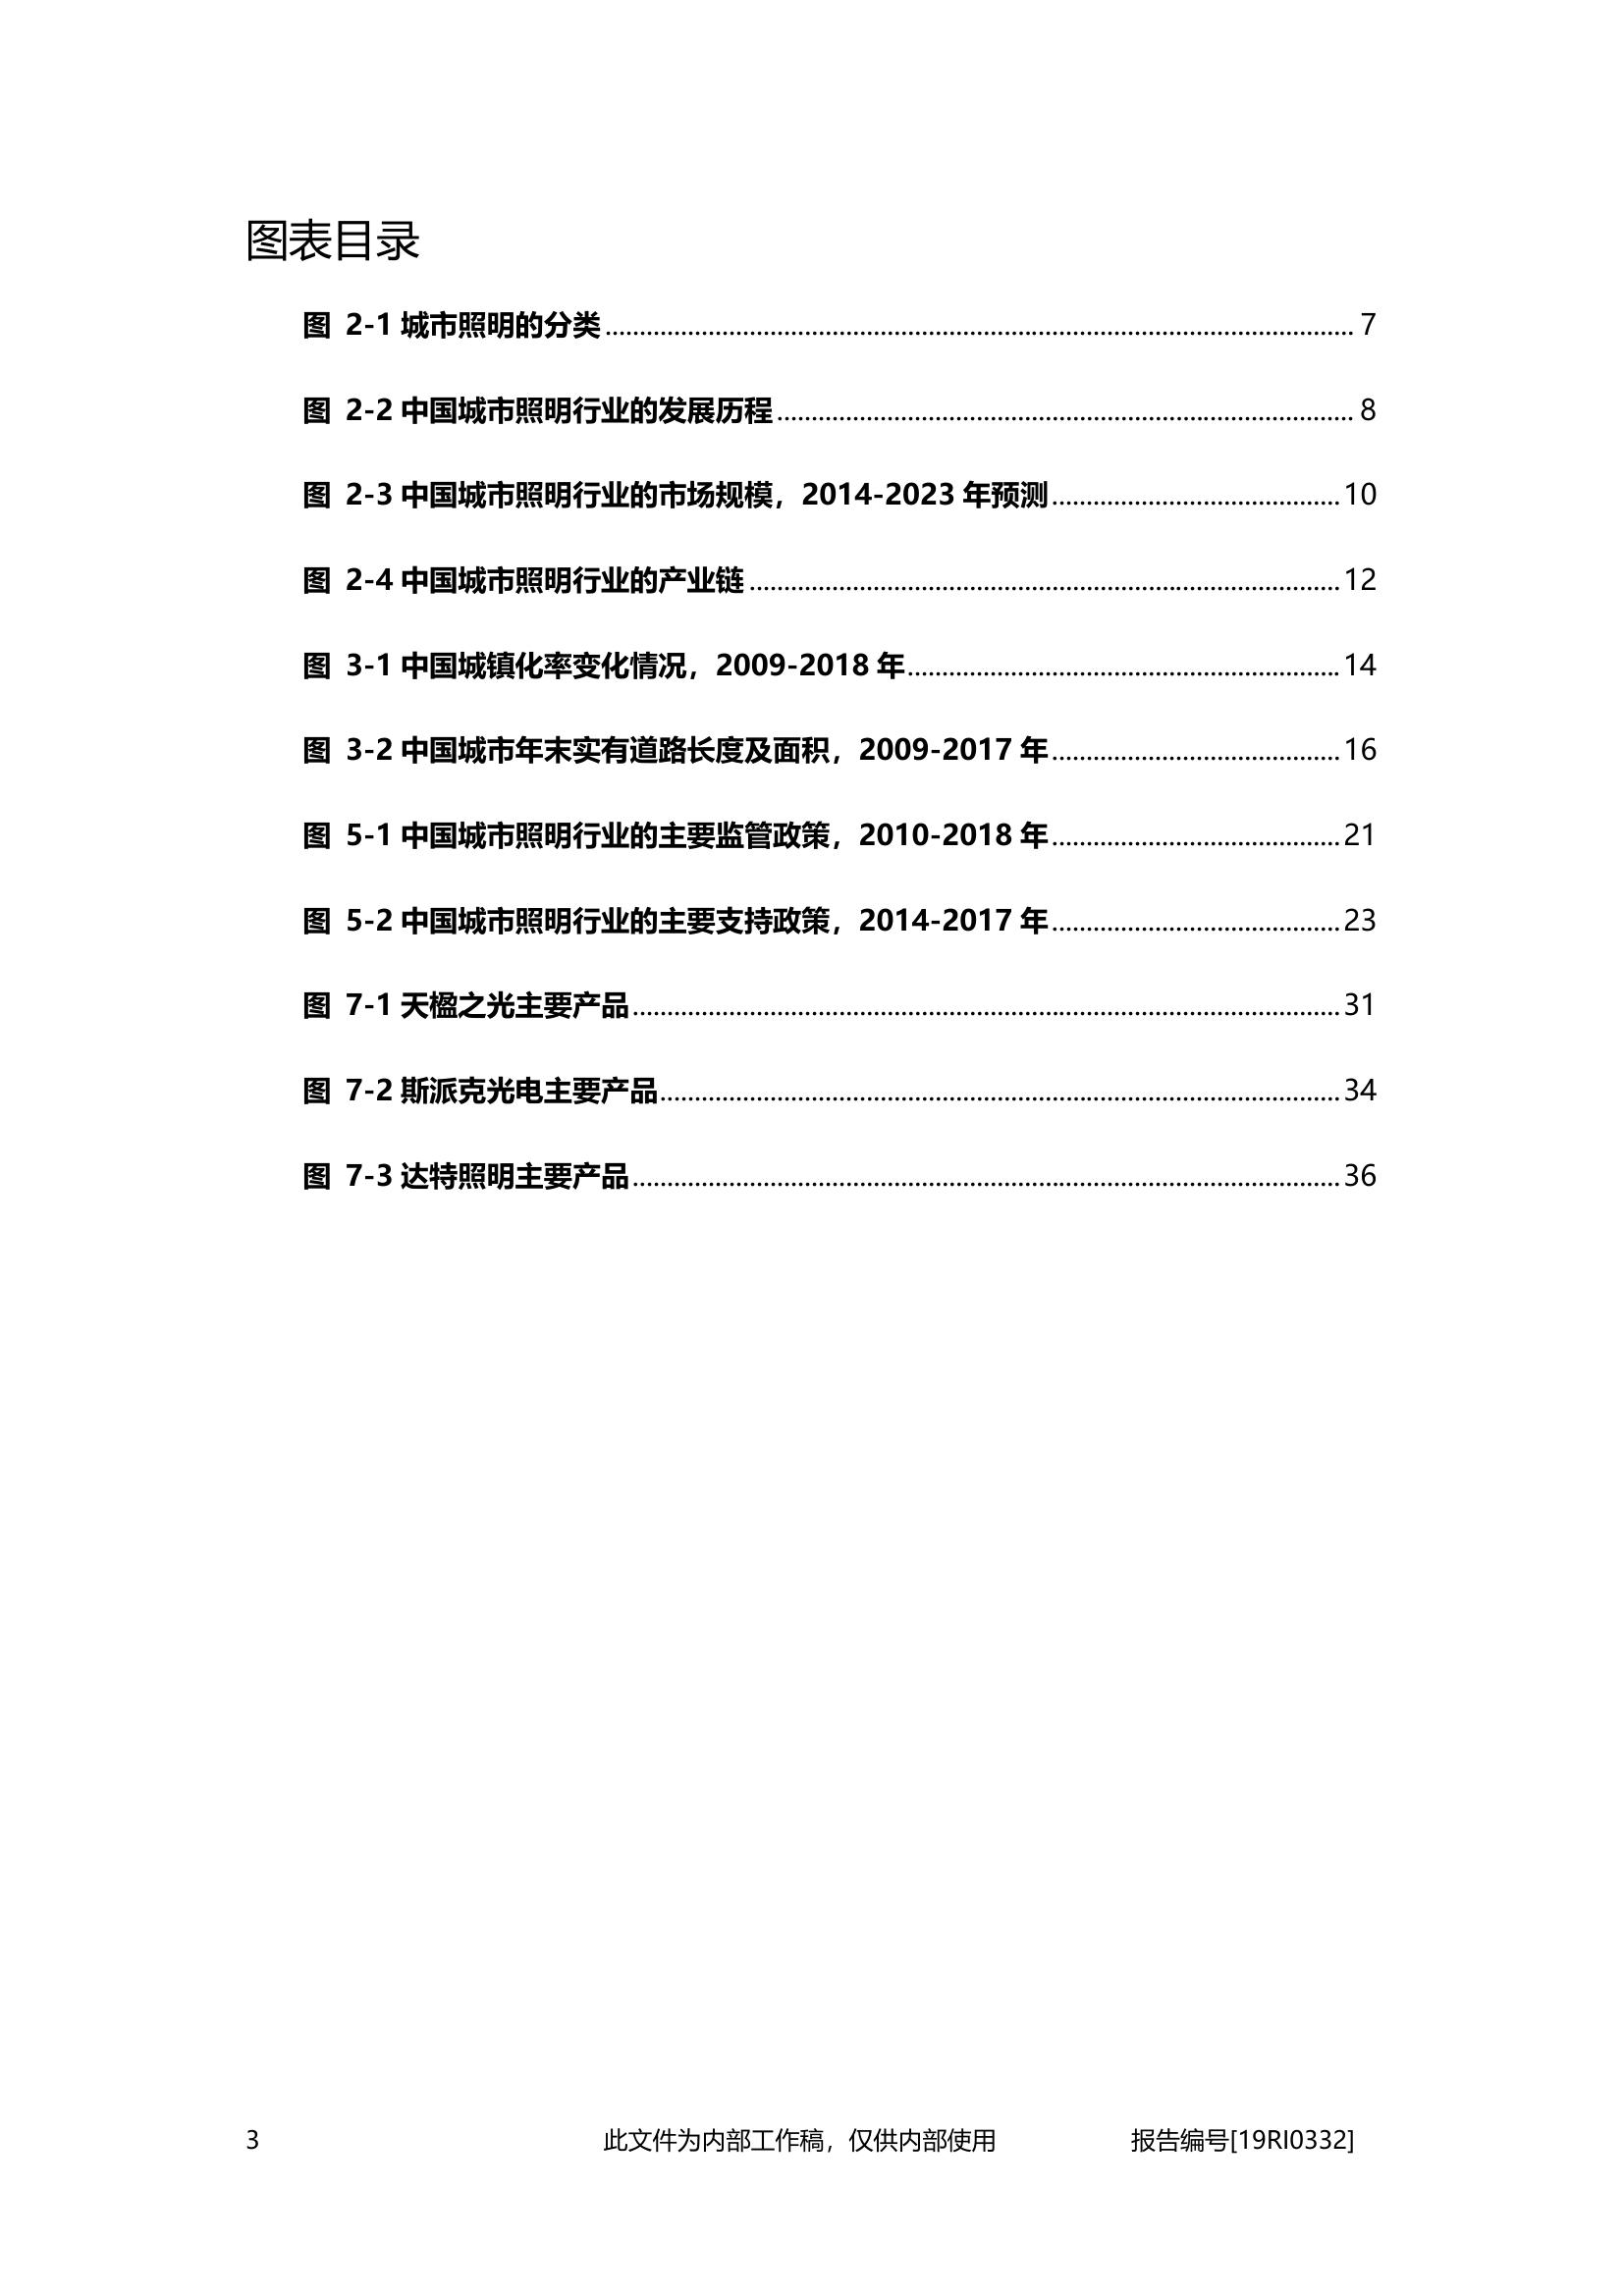 图表目录
图 2-1 城市照明的分类 ........ 7
图 2-2 中国城市照明行业的发展历程 ........ 8
图 2-3 中国城市照明行业的市场规模，2014-2023 年预测 ........ 10
图 2-4 中国城市照明行业的产业链 ........ 12
图 3-1 中国城镇化率变化情况，2009-2018 年 ........ 14
图 3-2 中国城市年末实有道路长度及面积，2009-2017 年 ........ 16
图 5-1 中国城市照明行业的主要监管政策，2010-2018 年 ........ 21
图 5-2 中国城市照明行业的主要支持政策，2014-2017 年 ........ 23
图 7-1 天楹之光主要产品 ........ 31
图 7-2 斯派克光电主要产品 ........ 34
图 7-3 达特照明主要产品 ........ 36
3 此文件为内部工作稿，仅供内部使用 报告编号[19RI0332]